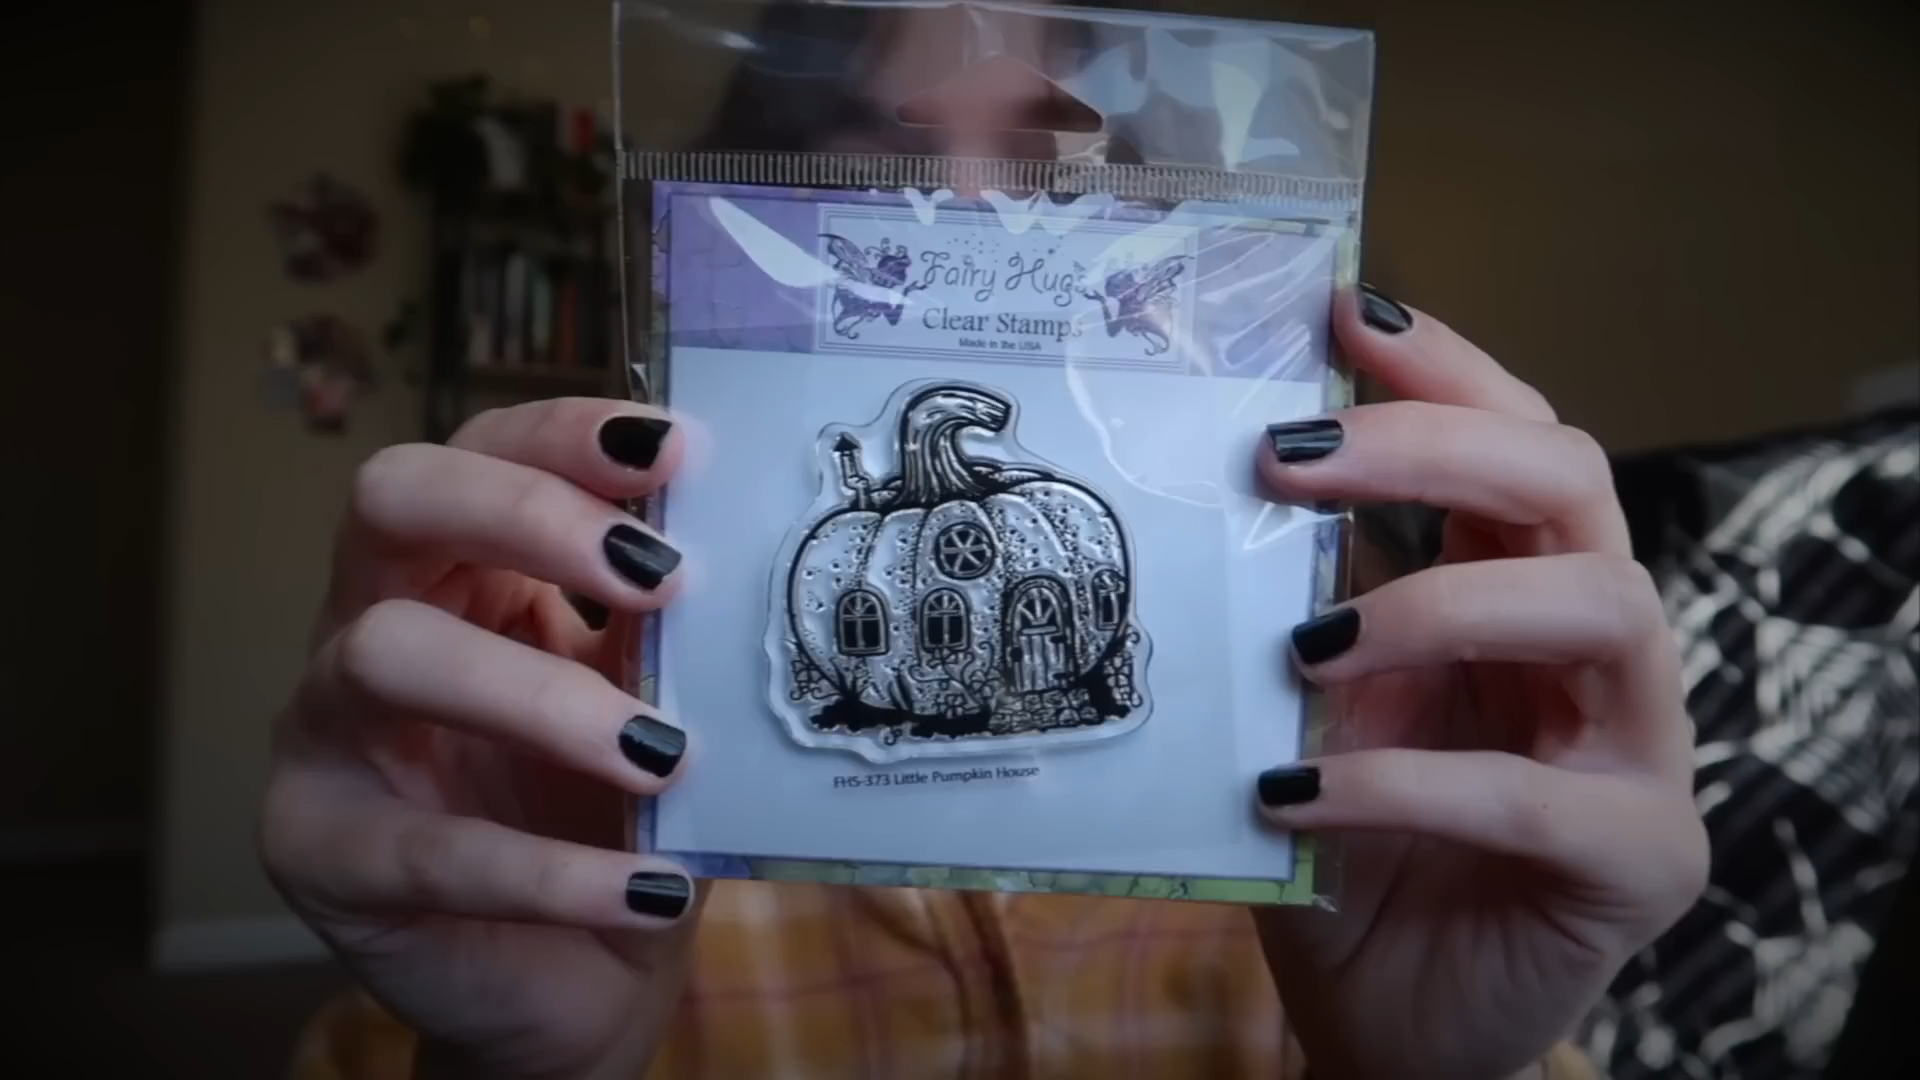 Fairy Hugs
Clear Stamps
Made in the USA
FHS-373 Little Pumpkin House